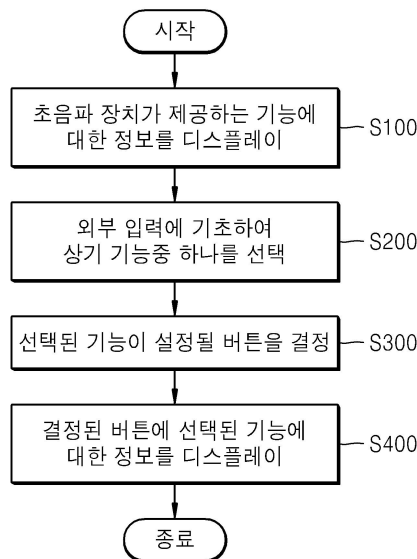 시작
초음파 장치가 제공하는 기능에
대한 정보를 디스플레이
S100
외부 입력에 기초하여
상기 기능중 하나를 선택
S200
선택된 기능이 설정될 버튼을 결정
S300
결정된 버튼에 선택된 기능에
대한 정보를 디스플레이
S400
종료